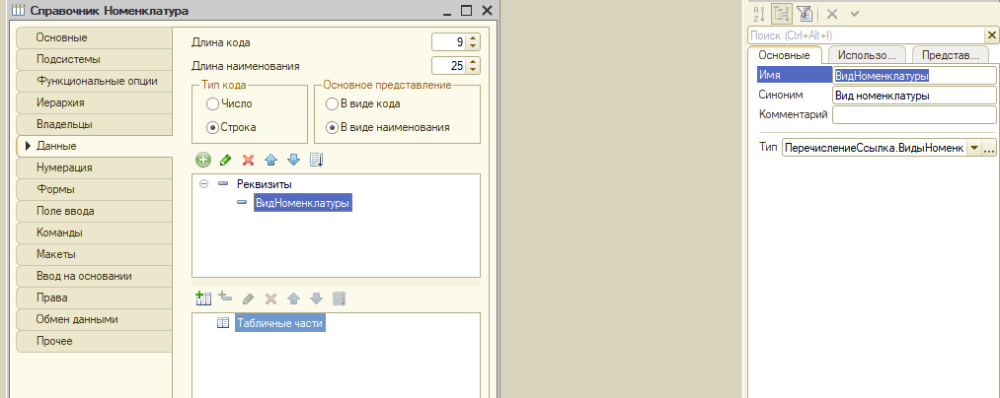 Справочник Номенклатура
Основные
Подсистемы
Функциональные опции
Иерархия
Владельцы
Данные
Нумерация
Формы
Поле ввода
Команды
Макеты
Ввод на основании
Права
Обмен данными
Прочее
Длина кода 9
Длина наименования 25
Тип кода
Число
Строка
Основное представление
В виде кода
В виде наименования
Реквизиты
ВидНоменклатуры
Табличные части
Поиск (Ctrl+Alt+I)
Основные Использо... Представ...
Имя ВидНоменклатуры
Синоним Вид номенклатуры
Комментарий
Тип ПеречислениеСсылка.ВидыНоменк ...